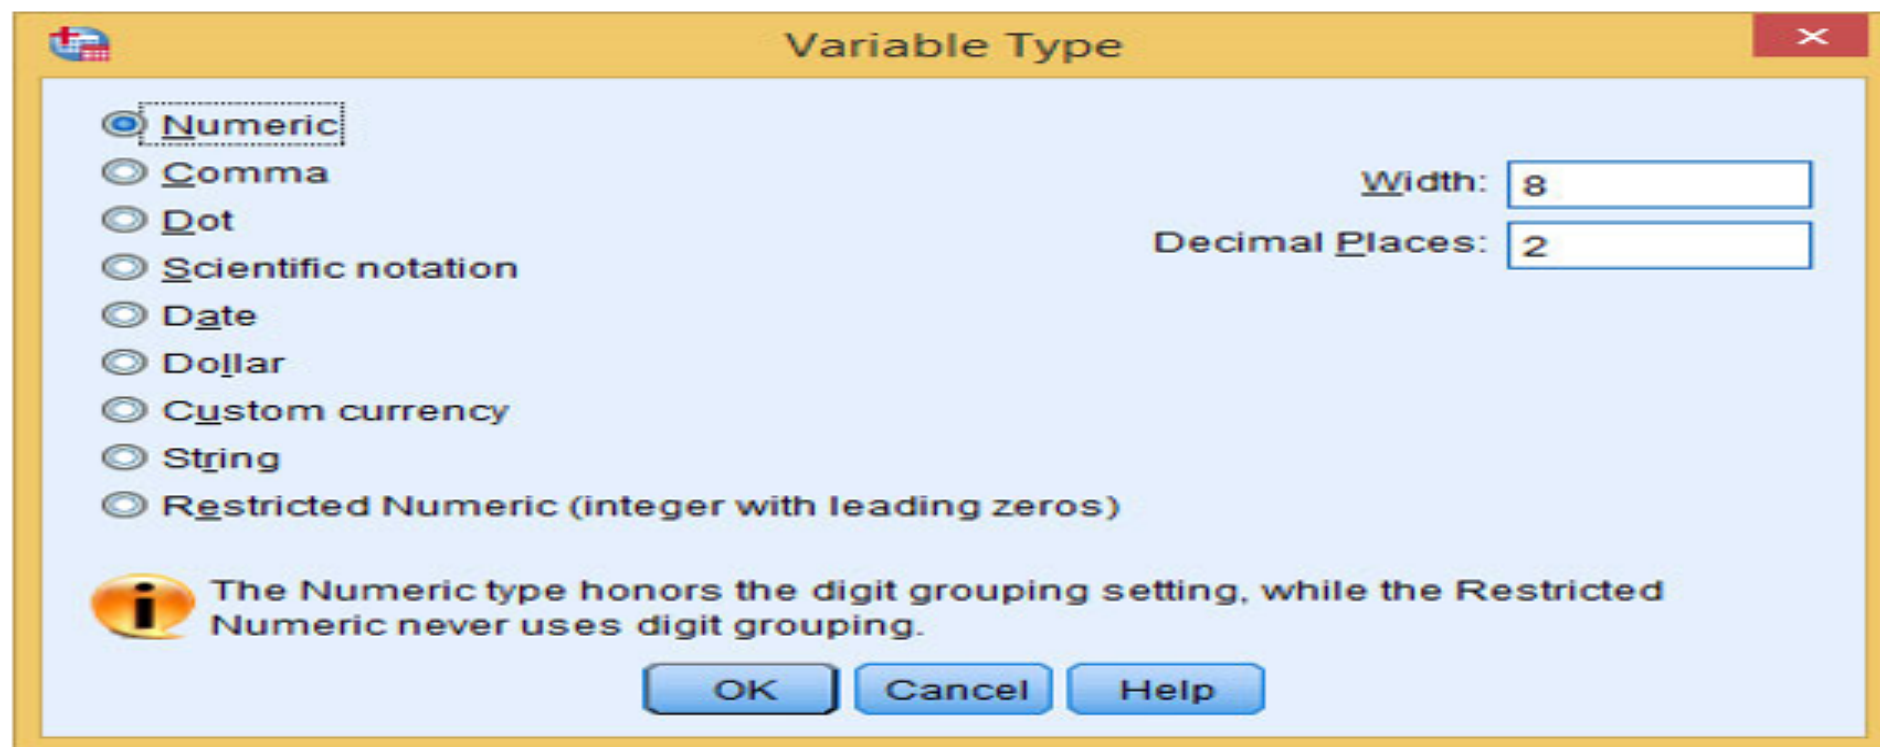 Variable Type
Numeric
Comma
Width: 8
Dot
Decimal Places: 2
Scientific notation
Date
Dollar
Custom currency
String
Restricted Numeric (integer with leading zeros)
The Numeric type honors the digit grouping setting, while the Restricted
Numeric never uses digit grouping.
OK Cancel Help